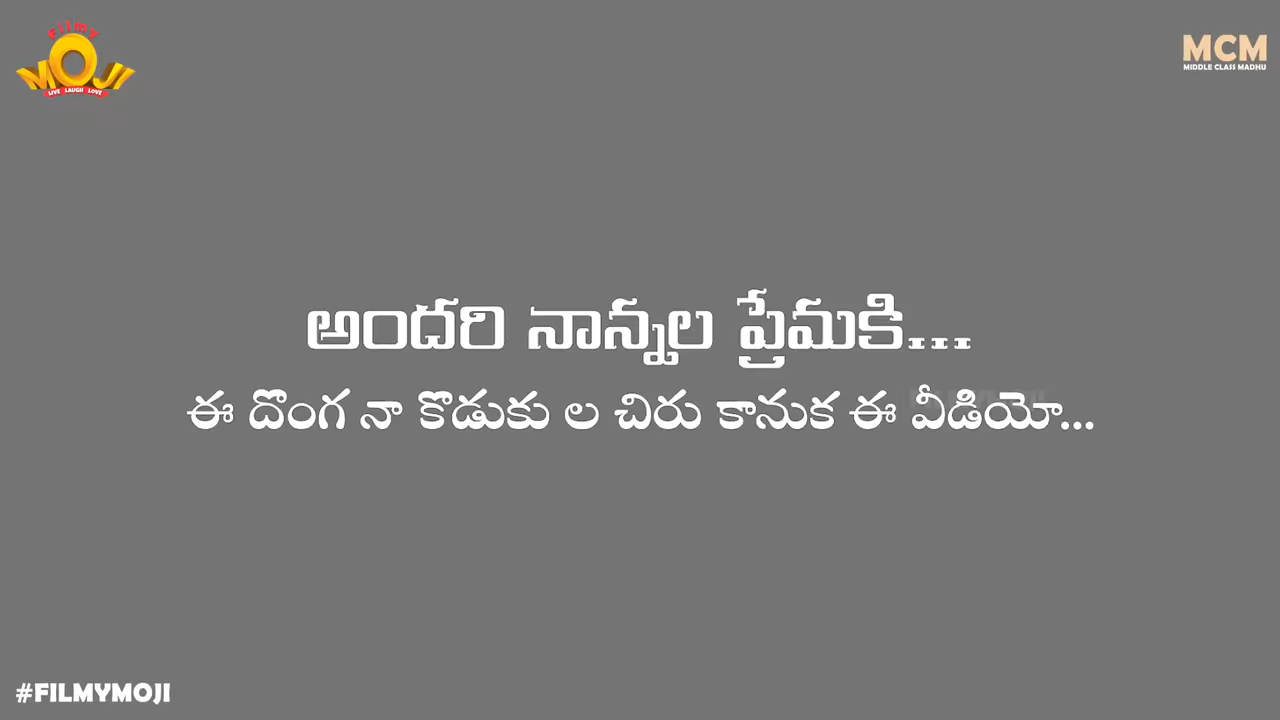 Filmy
MOJI
LIVE LAUGH LOVE
MCM
MIDDLE CLASS MADHU
అందరి నాన్నల ప్రేమకి...
ఈ దొంగ నా కొడుకు ల చిరు కానుక ఈ వీడియో...
#FILMYMOJI